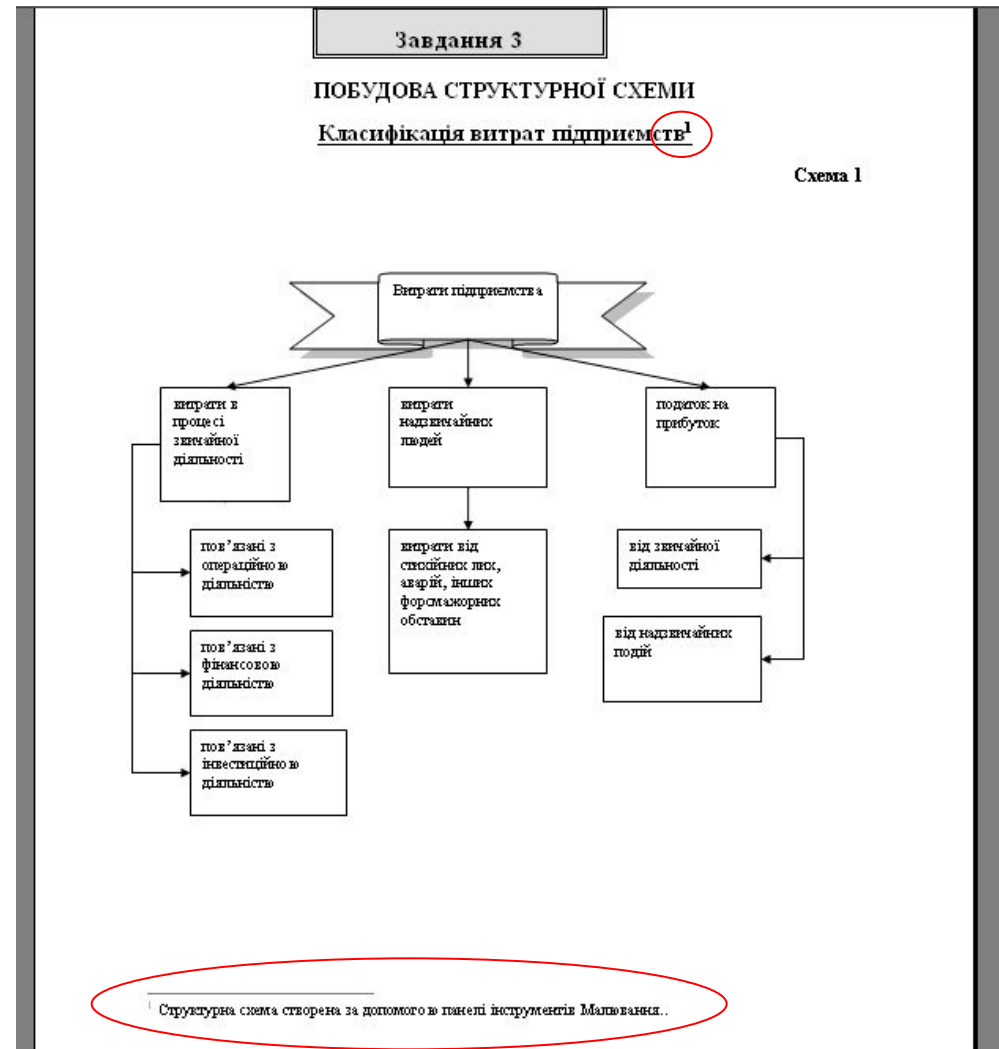 Завдання 3
ПОБУДОВА СТРУКТУРНОЇ СХЕМИ
Класифікація витрат підприємств¹
Схема 1
Витрати підприємства
витрати в
процесі
звичайної
діяльності
витрати
надзвичайних
людей
податок на
прибуток
пов’язані з
операційною
діяльністю
витрати від
стихійних лих,
аварій, інших
форсмажорних
обставин
від звичайної
діяльності
пов’язані з
фінансовою
діяльністю
від надзвичайних
подій
пов’язані з
інвестиційною
діяльністю
¹ Структурна схема створена за допомогою панелі інструментів Малювання..